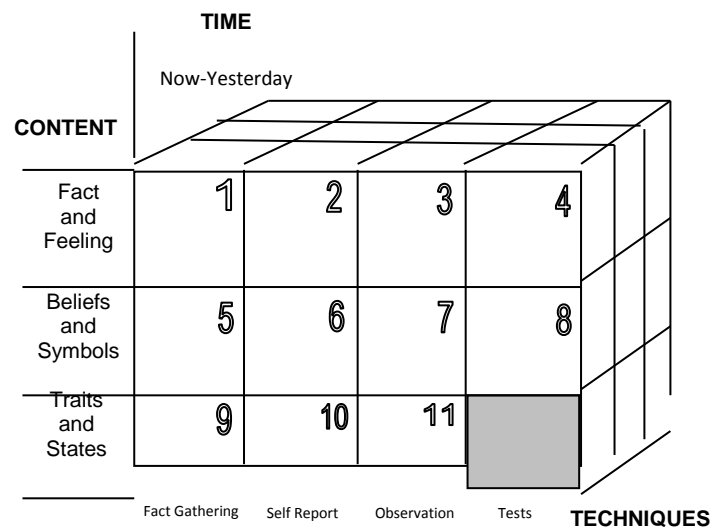 TIME
Now-Yesterday
CONTENT
Fact
and
Feeling
1 2 3 4
Beliefs
and
Symbols
5 6 7 8
Traits
and
States
9 10 11
Fact Gathering Self Report Observation Tests
TECHNIQUES